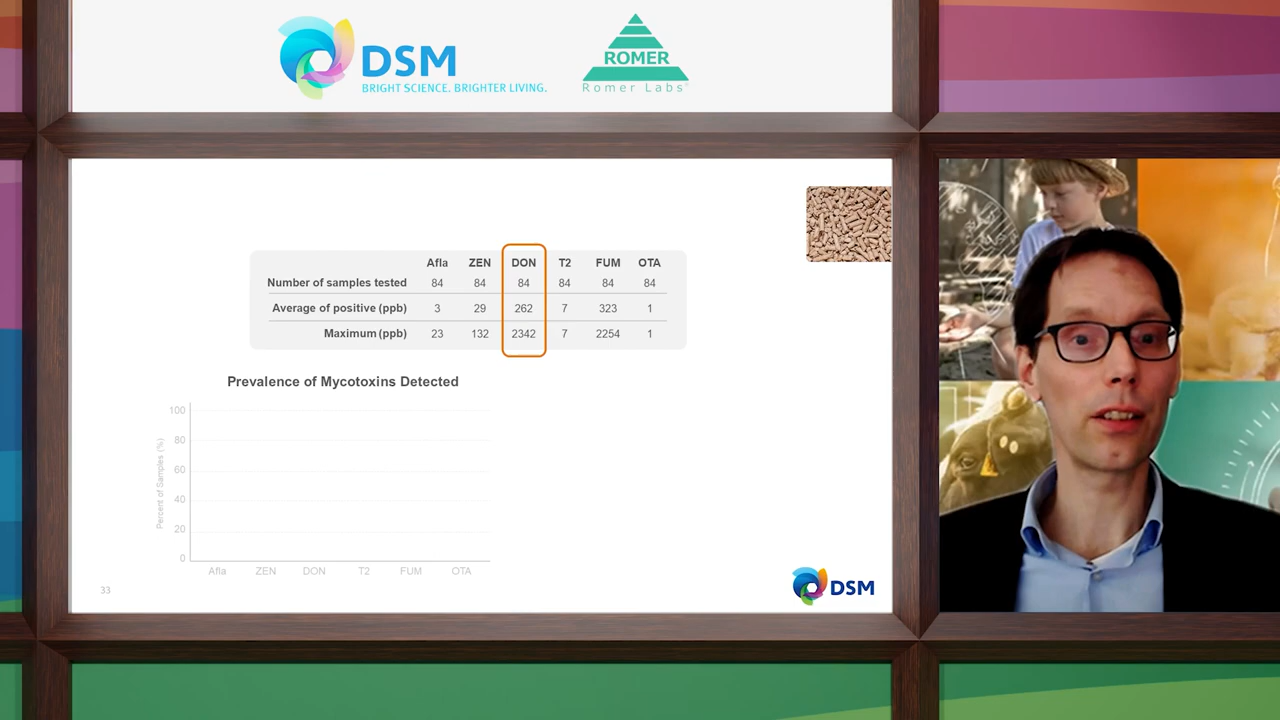 DSM
BRIGHT SCIENCE. BRIGHTER LIVING.
ROMER
Romer Labs®
Afla ZEN DON T2 FUM OTA
Number of samples tested 84 84 84 84 84 84
Average of positive (ppb) 3 29 262 7 323 1
Maximum (ppb) 23 132 2342 7 2254 1
Prevalence of Mycotoxins Detected
Percent of Samples (%)
100
80
60
40
20
0
Afla ZEN DON T2 FUM OTA
33
DSM